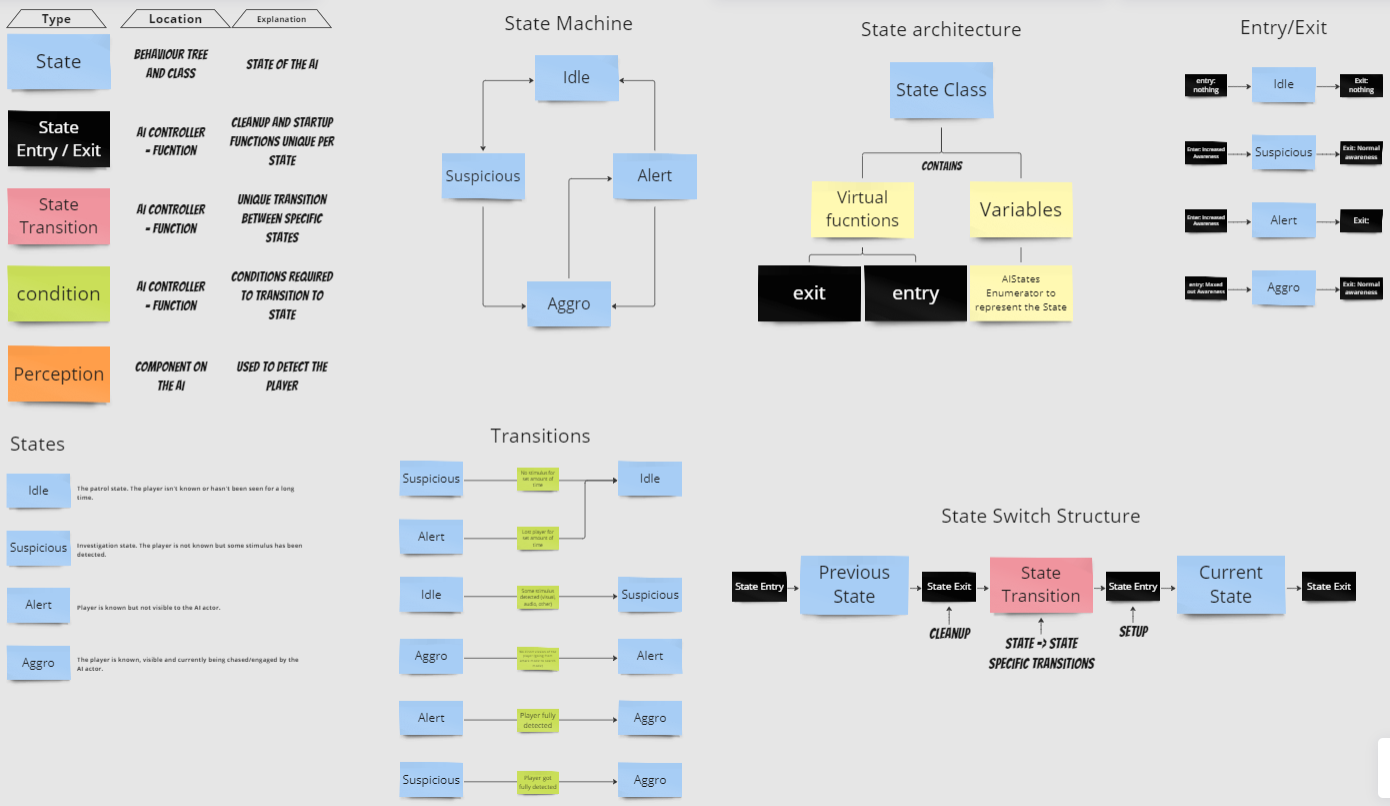 Type
Location
Explanation
State
BEHAVIOUR TREE
AND CLASS
STATE OF THE AI
State
Entry / Exit
AI CONTROLLER
- FUCNTION
CLEANUP AND STARTUP
FUNCTIONS UNIQUE PER
STATE
State
Transition
AI CONTROLLER
- FUNCTION
UNIQUE TRANSITION
BETWEEN SPECIFIC
STATES
condition
AI CONTROLLER
- FUNCTION
CONDITIONS REQUIRED
TO TRANSITION TO
STATE
Perception
COMPONENT ON
THE AI
USED TO DETECT THE
PLAYER
State Machine
Idle
Suspicious
Alert
Aggro
State architecture
State Class
CONTAINS
Virtual
fucntions
Variables
exit
entry
AIStates
Enumerator to
represent the State
Entry/Exit
entry:
nothing
Idle
Exit:
nothing
Enter: Increased
Awareness
Suspicious
Exit: Normal
awareness
Enter: Increased
Awareness
Alert
Exit:
entry: Maxed
out Awareness
Aggro
Exit: Normal
awareness
States
Idle
The patrol state. The player isn't known or hasn't been seen for a long
time.
Suspicious
Investigation state. The player is not known but some stimulus has been
detected.
Alert
Player is known but not visible to the AI actor.
Aggro
The player is known, visible and currently being chased/engaged by the
AI actor.
Transitions
Suspicious
No stimulus for
set amount of
time
Idle
Alert
Lost player for
set amount of
time
Idle
Some stimulus
detected (visual,
audio, other)
Suspicious
Aggro
Alert
Alert
Player fully
detected
Aggro
Suspicious
Player got
fully detected
Aggro
State Switch Structure
State Entry
Previous
State
State Exit
State
Transition
State Entry
Current
State
State Exit
CLEANUP
STATE => STATE
SPECIFIC TRANSITIONS
SETUP